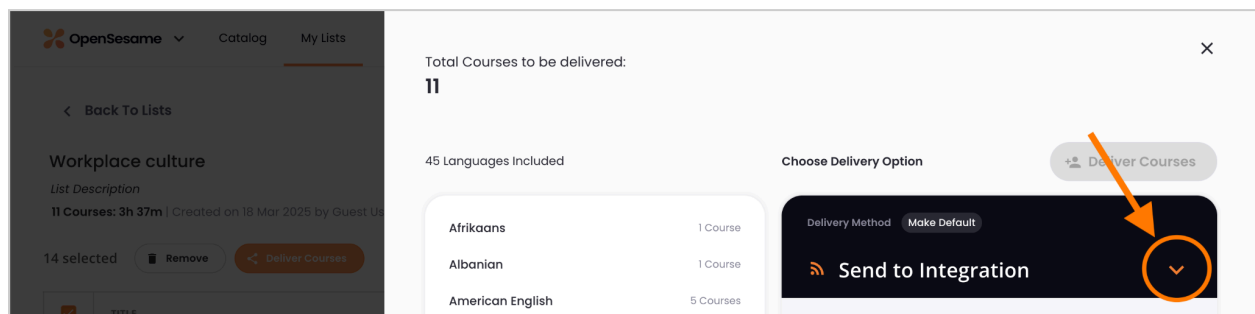 OpenSesame
Catalog
My Lists
Back To Lists
Workplace culture
List Description
11 Courses: 3h 37m | Created on 18 Mar 2025 by Guest Us
14 selected
Remove
Deliver Courses
TITLE
Total Courses to be delivered:
11
45 Languages Included
Choose Delivery Option
Deliver Courses
Afrikaans 1 Course
Albanian 1 Course
American English 5 Courses
Delivery Method Make Default
Send to Integration